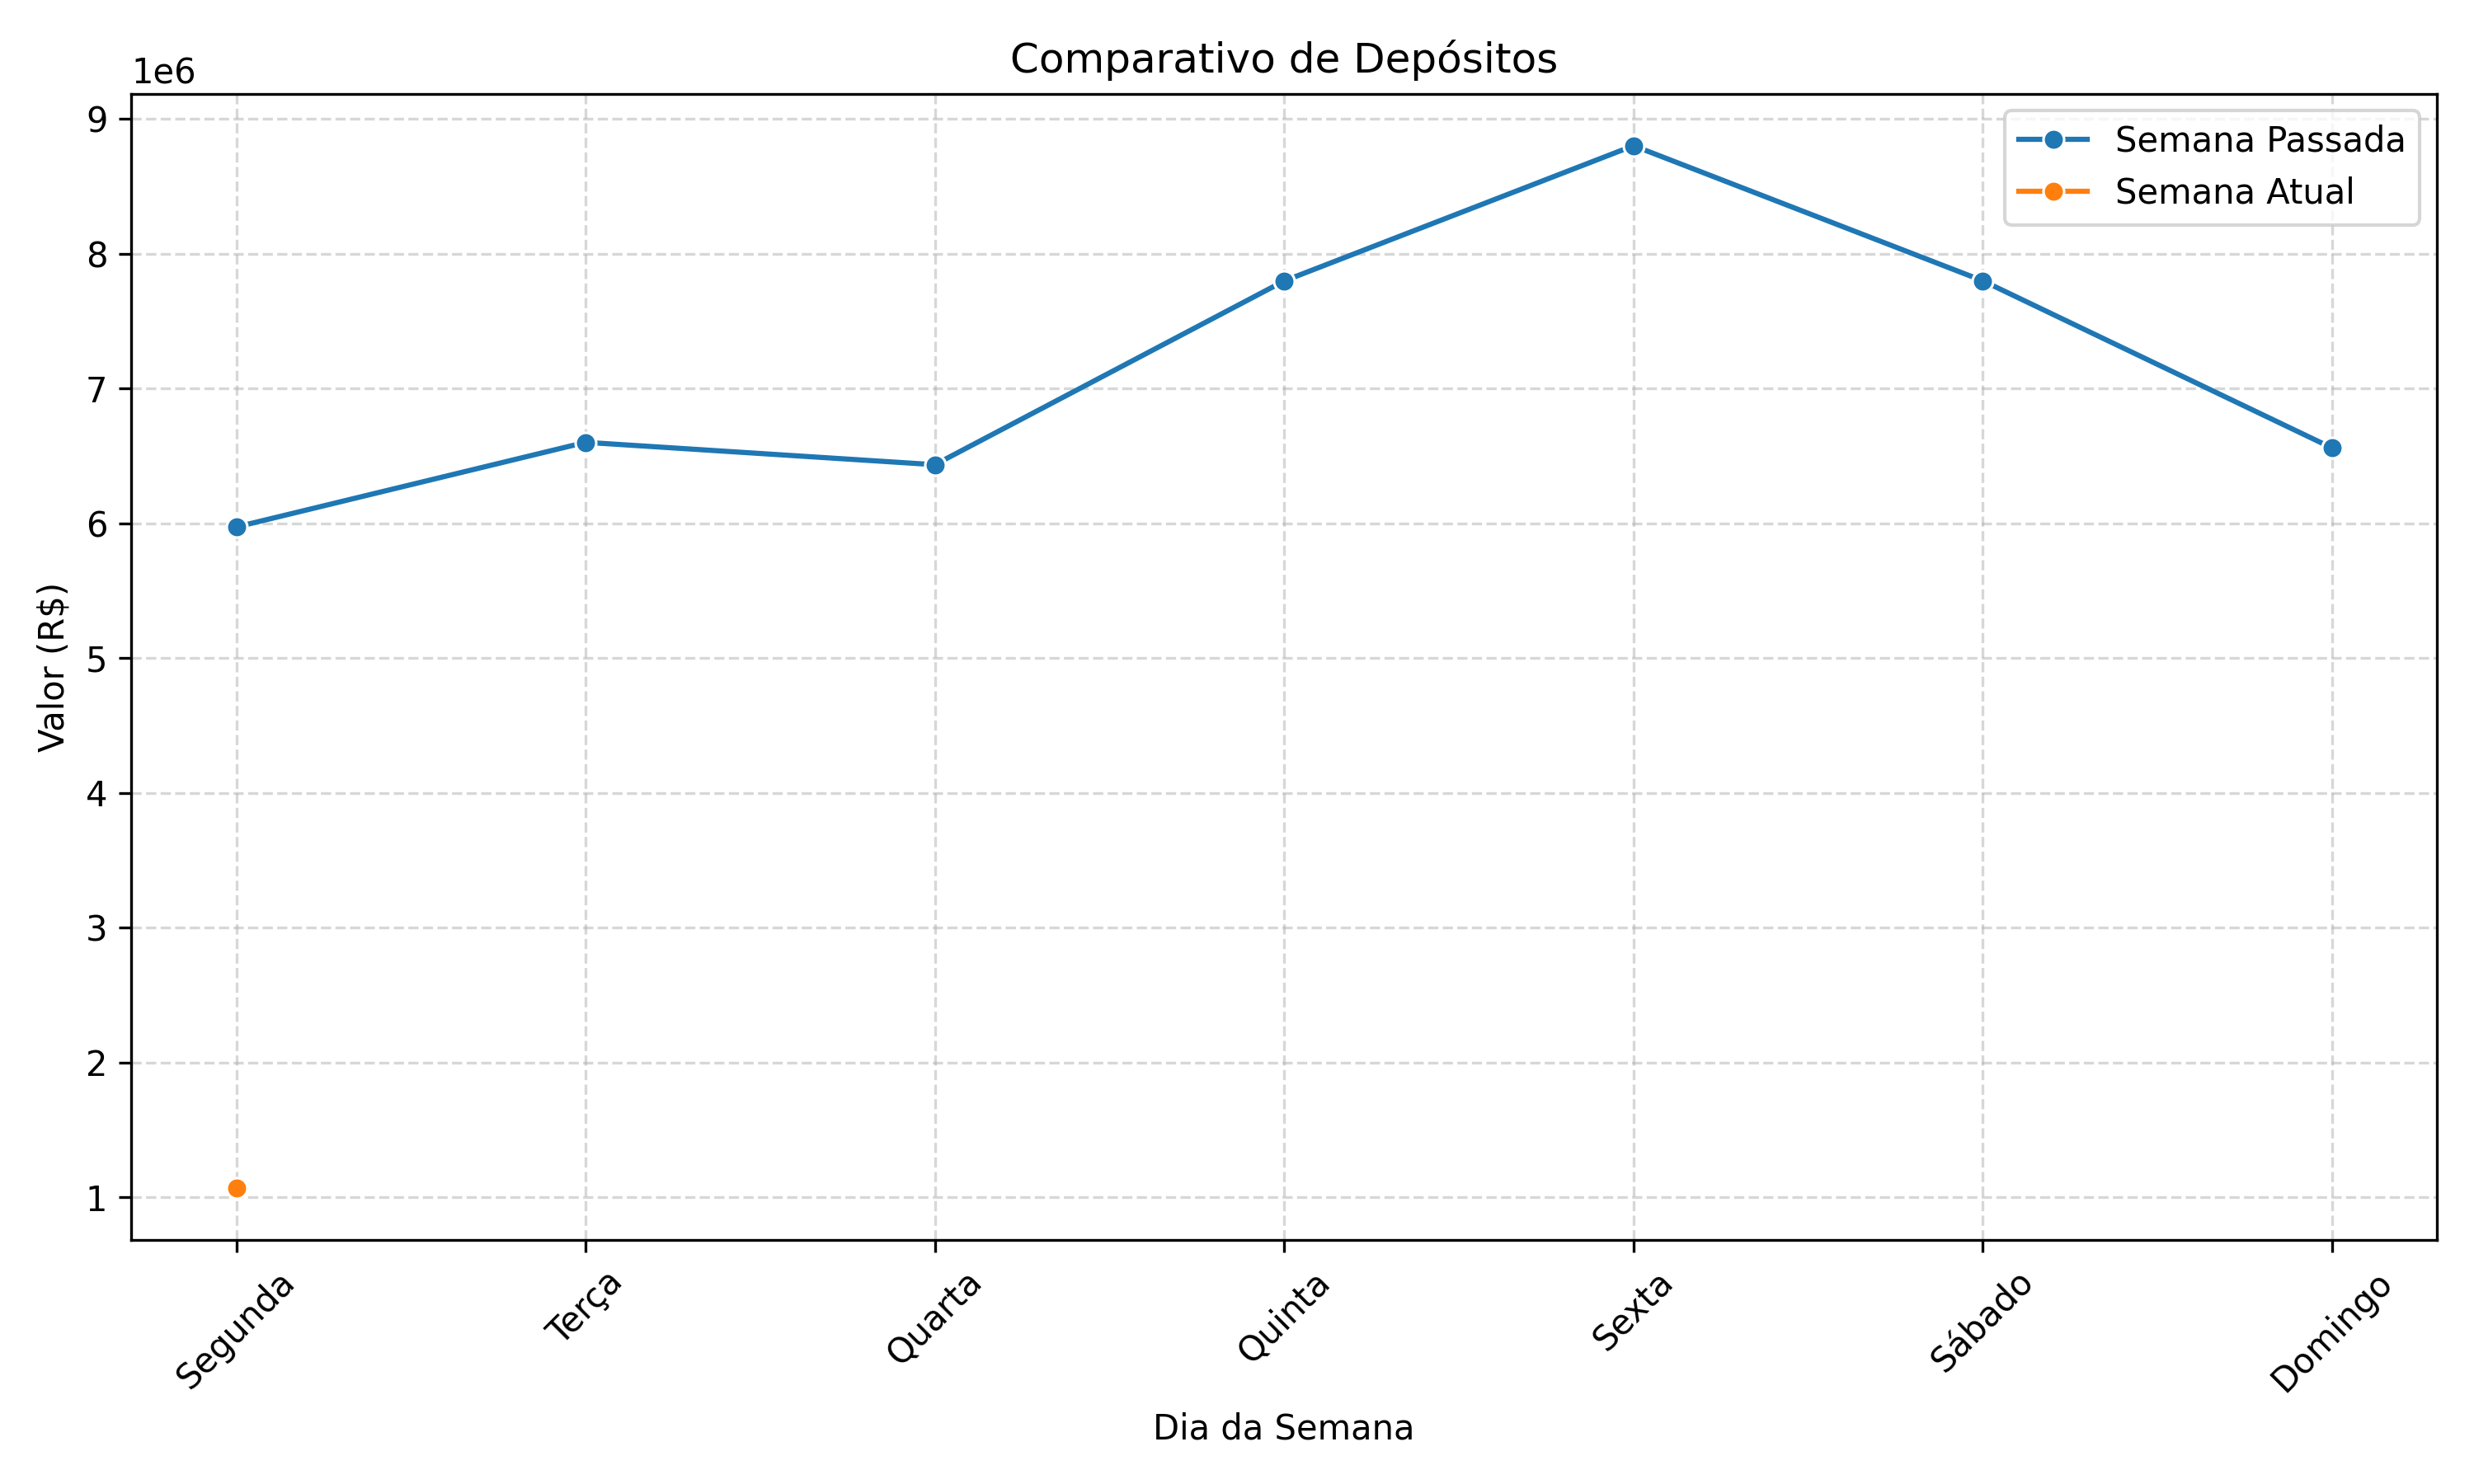 Comparativo de Depósitos
1e6
9
8
7
6
5
4
3
2
1
Valor (R$)
Semana Passada
Semana Atual
Segunda
Terça
Quarta
Quinta
Sexta
Sábado
Domingo
Dia da Semana